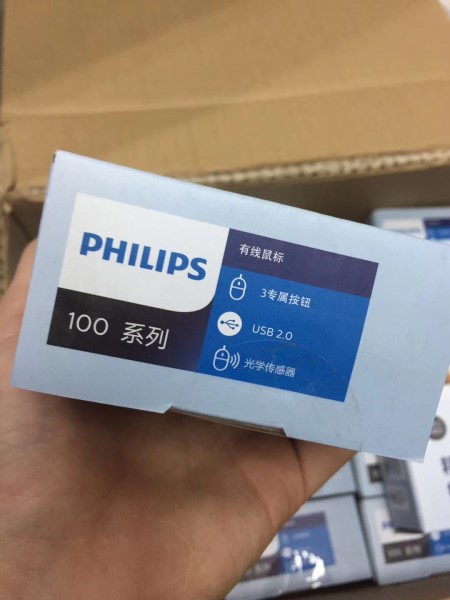 PHILIPS
100 系列
有线鼠标
3专属按钮
USB 2.0
光学传感器